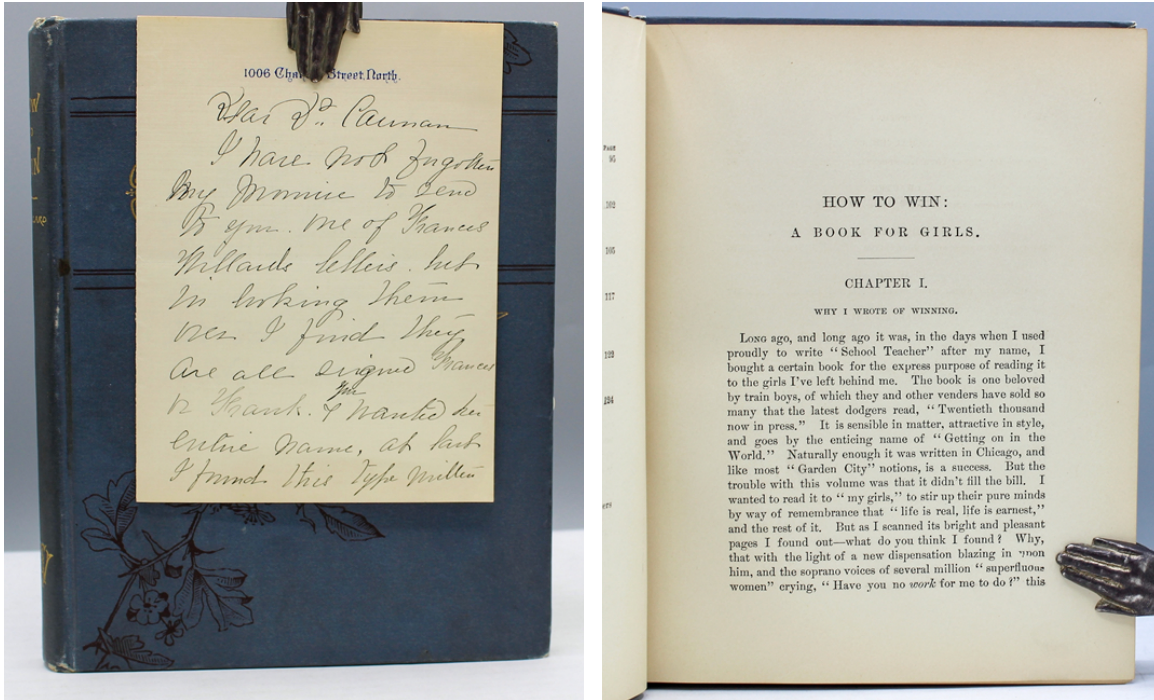 1006 Cha Street North.
Dear Dr. Carman
I have not forgotten
my promise to send
to you. one of Frances
Willards letters. but
in looking them
over I find they
are all signed Frances
or Frank.
you
I wanted her
entire name, at last
I found this type written
PAGE
95
102
105
117
122
124
HOW TO WIN:
A BOOK FOR GIRLS.
CHAPTER I.
WHY I WROTE OF WINNING.
LONG ago, and long ago it was, in the days when I used
proudly to write "School Teacher" after my name, I
bought a certain book for the express purpose of reading it
to the girls I've left behind me. The book is one beloved
by train boys, of which they and other venders have sold so
many that the latest dodgers read, "Twentieth thousand
now in press." It is sensible in matter, attractive in style,
and goes by the enticing name of "Getting on in the
World." Naturally enough it was written in Chicago, and
like most "Garden City" notions, is a success. But the
trouble with this volume was that it didn't fill the bill. I
wanted to read it to "my girls," to stir up their pure minds
by way of remembrance that "life is real, life is earnest,"
and the rest of it. But as I scanned its bright and pleasant
pages I found out—what do you think I found? Why,
that with the light of a new dispensation blazing in upon
him, and the soprano voices of several million "superfluous
women" crying, "Have you no work for me to do?" this